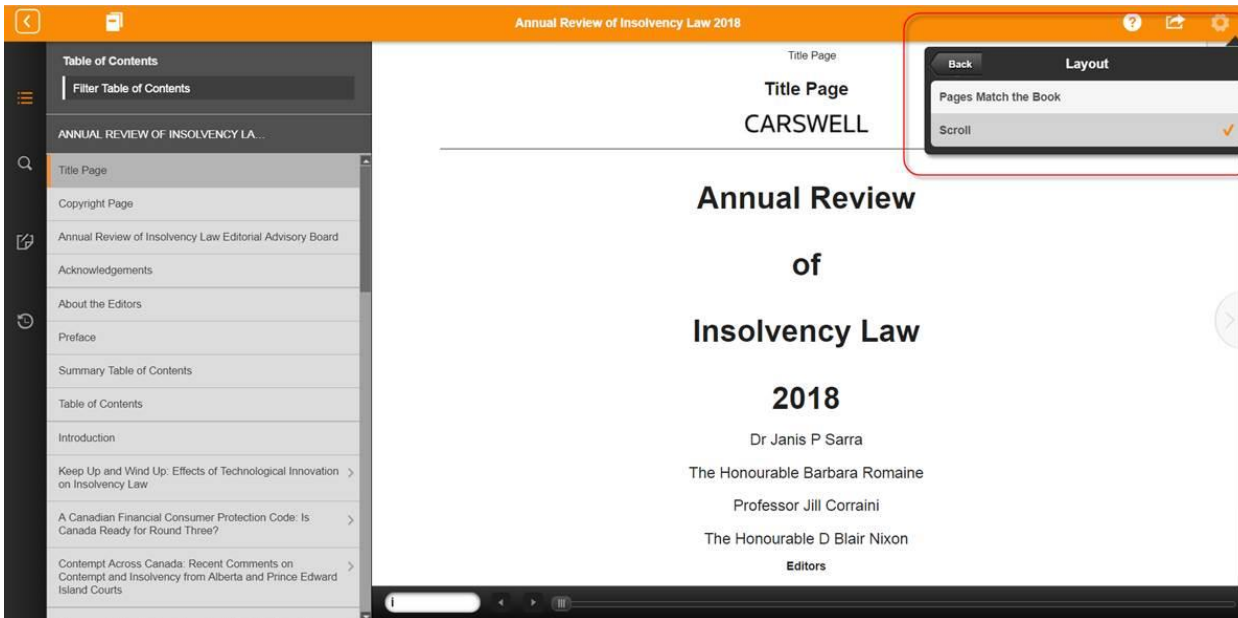 Annual Review of Insolvency Law 2018
Table of Contents
Filter Table of Contents
ANNUAL REVIEW OF INSOLVENCY LA...
Title Page
Copyright Page
Annual Review of Insolvency Law Editorial Advisory Board
Acknowledgements
About the Editors
Preface
Summary Table of Contents
Table of Contents
Introduction
Keep Up and Wind Up: Effects of Technological Innovation
on Insolvency Law
A Canadian Financial Consumer Protection Code: Is
Canada Ready for Round Three?
Contempt Across Canada: Recent Comments on
Contempt and Insolvency from Alberta and Prince Edward
Island Courts
Title Page
Title Page
CARSWELL
Annual Review
of
Insolvency Law
2018
Dr Janis P Sarra
The Honourable Barbara Romaine
Professor Jill Corraini
The Honourable D Blair Nixon
Editors
Back
Layout
Pages Match the Book
Scroll
i